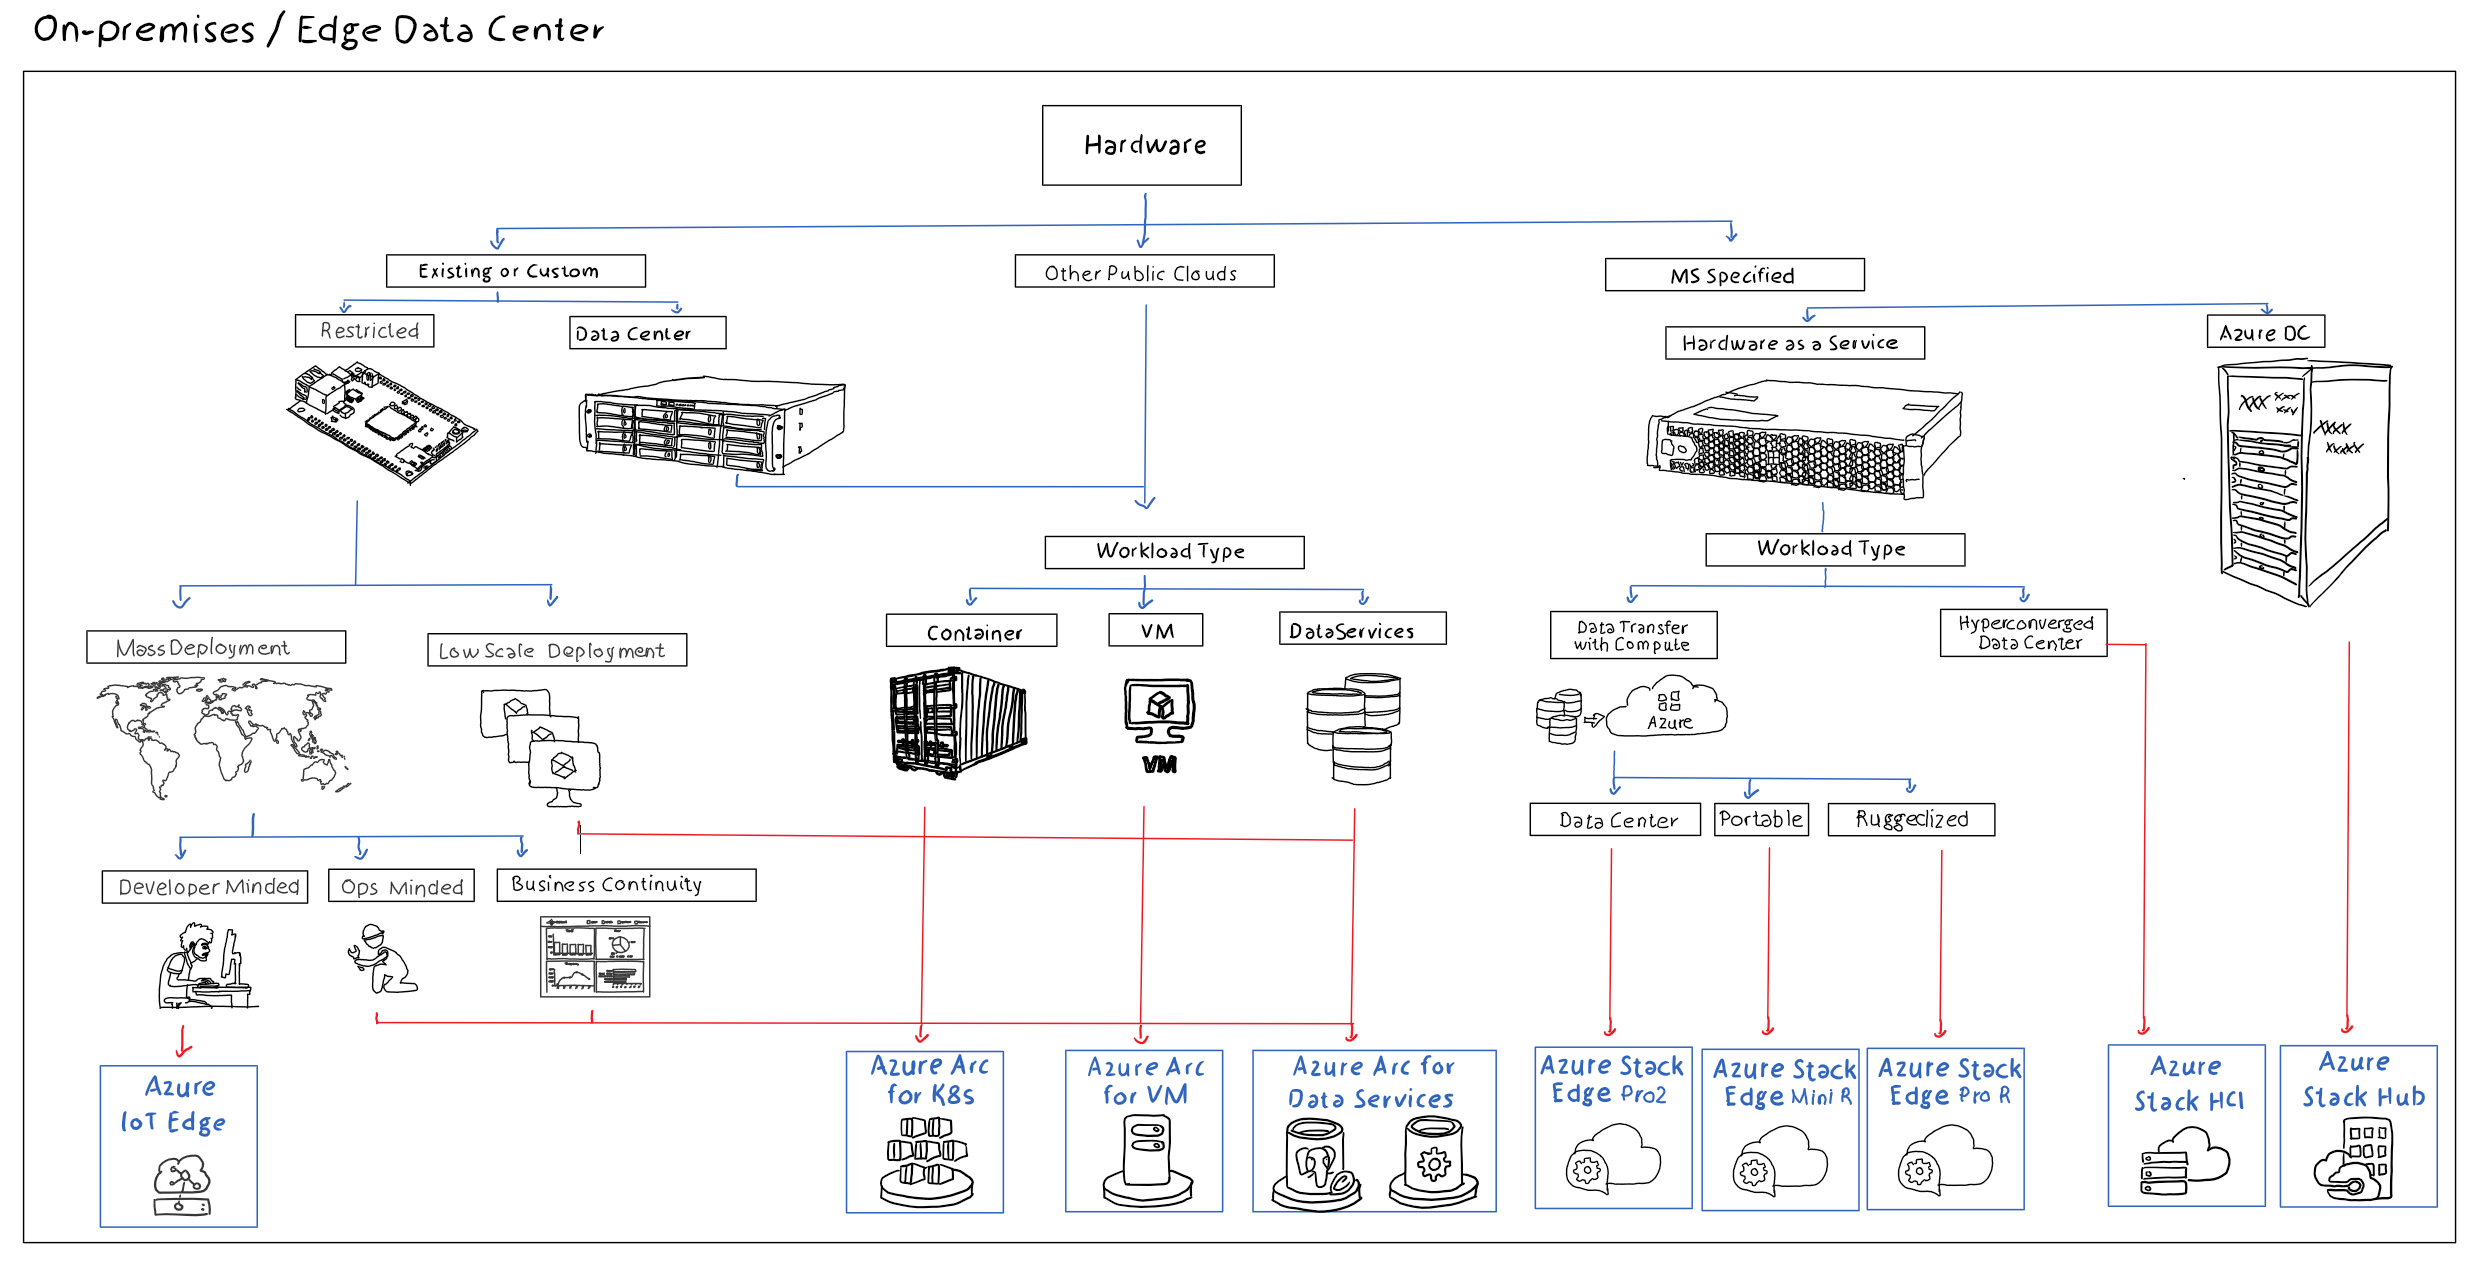 On-premises / Edge Data Center
Hardware
Existing or Custom
Other Public Clouds
MS Specified
Restricted
Data Center
Hardware as a Service
Azure DC
XXX
XXX
XXV
XXXX
XXXXX
Workload Type
Workload Type
Mass Deployment
Low Scale Deployment
Container
VM
DataServices
Data Transfer
with Compute
Hyperconverged
Data Center
Azure
VM
Data Center
Portable
Ruggedized
Developer Minded
Ops Minded
Business Continuity
Azure
IoT Edge
Azure Arc
for K8s
Azure Arc
for VM
Azure Arc for
Data Services
Azure Stack
Edge Pro2
Azure Stack
Edge Mini R
Azure Stack
Edge Pro R
Azure
Stack HCI
Azure
Stack Hub